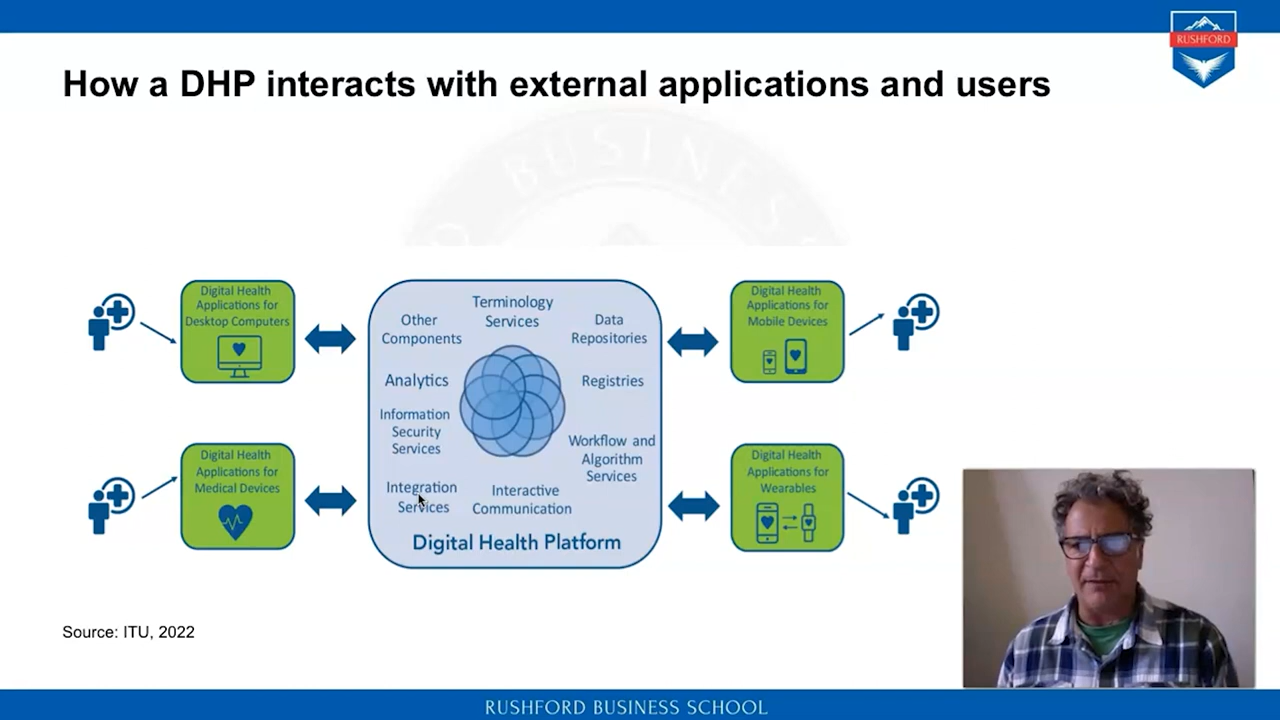 RUSHFORD
How a DHP interacts with external applications and users
BUSINESS
Digital Health
Applications for
Desktop Computers
Terminology
Services
Other
Components
Data
Repositories
Digital Health
Applications for
Mobile Devices
Analytics
Registries
Information
Security
Services
Workflow and
Algorithm
Services
Digital Health
Applications for
Medical Devices
Integration
Services
Interactive
Communication
Digital Health
Applications for
Wearables
Digital Health Platform
Source: ITU, 2022
RUSHFORD BUSINESS SCHOOL